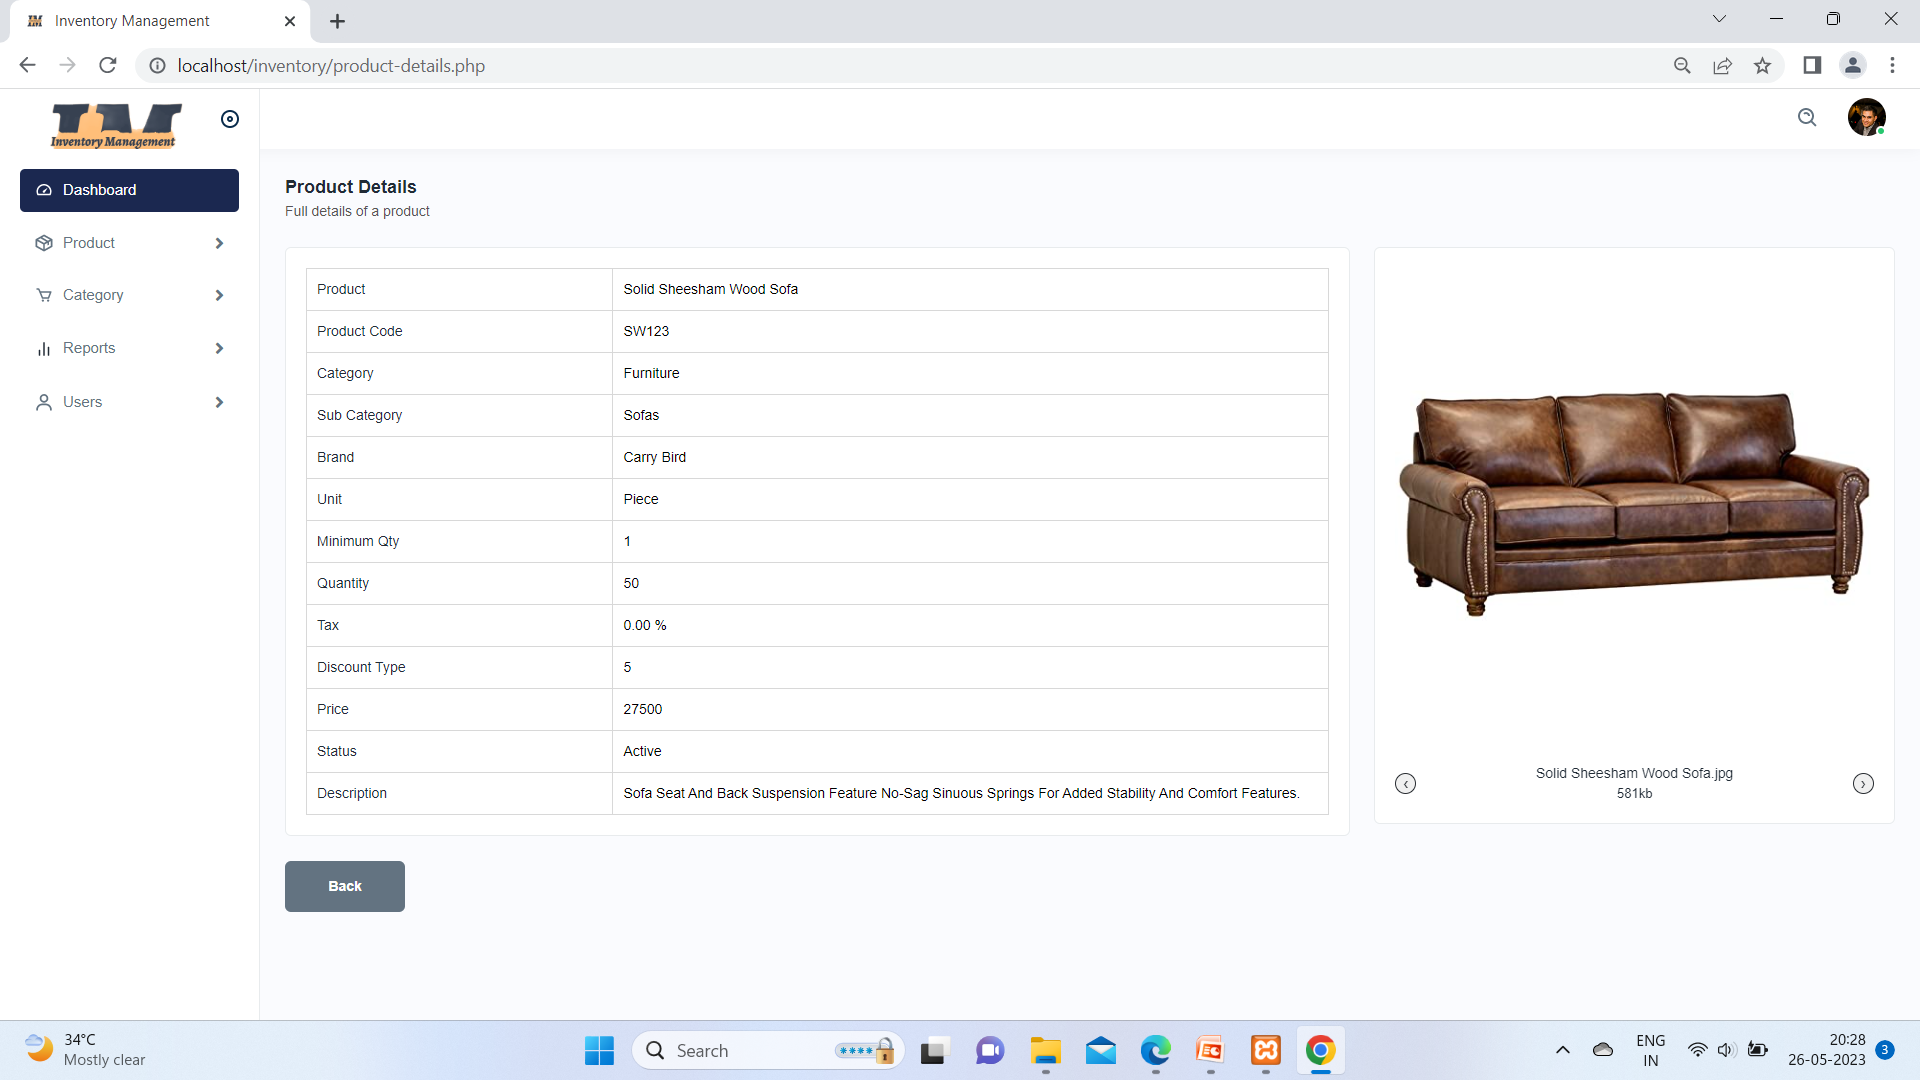 Inventory Management
localhost/inventory/product-details.php
IM
Inventory Management
Dashboard
Product
Category
Reports
Users
Product Details
Full details of a product
Product Solid Sheesham Wood Sofa
Product Code SW123
Category Furniture
Sub Category Sofas
Brand Carry Bird
Unit Piece
Minimum Qty 1
Quantity 50
Tax 0.00 %
Discount Type 5
Price 27500
Status Active
Description Sofa Seat And Back Suspension Feature No-Sag Sinuous Springs For Added Stability And Comfort Features.
Solid Sheesham Wood Sofa.jpg
581kb
Back
34°C
Mostly clear
Search
ENG
IN
20:28
26-05-2023
3